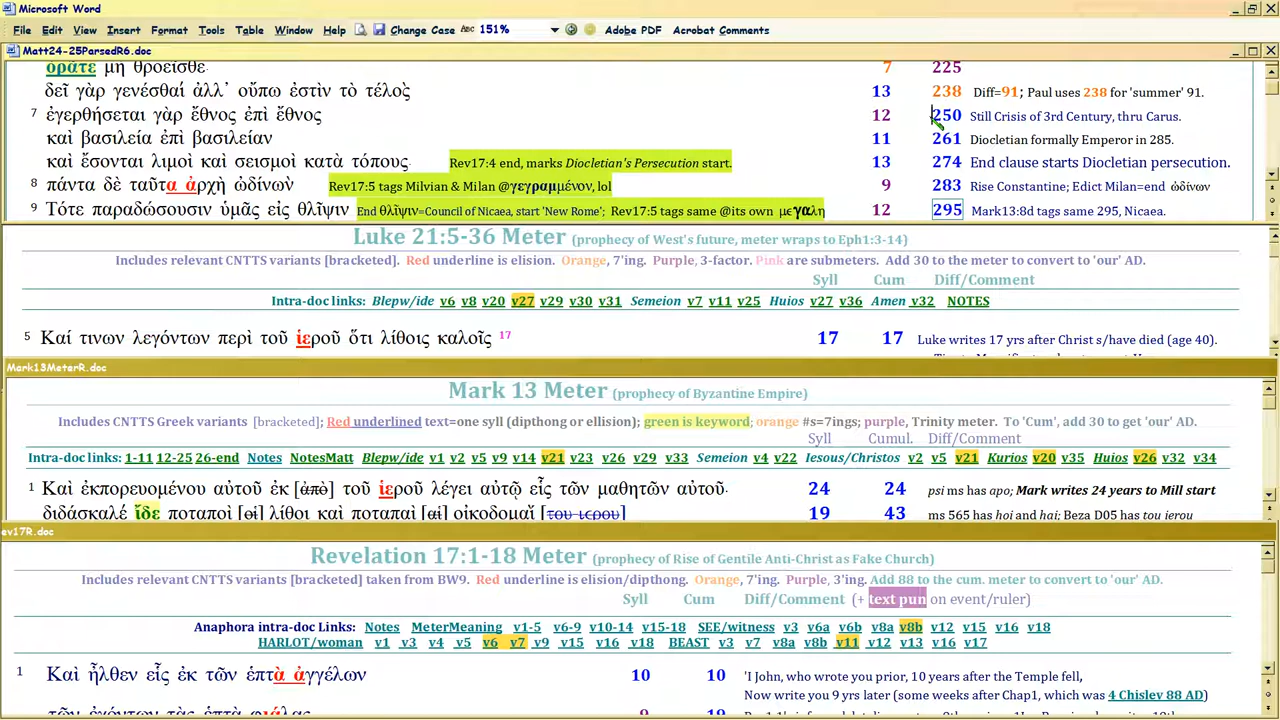 Microsoft Word
File Edit View Insert Format Tools Table Window Help Change Case Abc 151% Adobe PDF Acrobat Comments
Matt24-25ParsedR6.doc
ὁράτε μὴ θροεῖσθε· 7 225
δεῖ γὰρ γενέσθαί ἀλλ᾽ οὔπω ἐστὶν τὸ τέλος 13 238 Diff=91; Paul uses 238 for 'summer' 91.
7 ἐγερθήσεται γὰρ ἔθνος ἐπὶ ἔθνος 12 250 Still Crisis of 3rd Century, thru Carus.
καὶ βασιλεία ἐπὶ βασιλείαν 11 261 Diocletian formally Emperor in 285.
καὶ ἔσονται λιμοὶ καὶ σεισμοὶ κατὰ τόπους· Rev17:4 end, marks Diocletian's Persecution start. 13 274 End clause starts Diocletian persecution.
8 πάντα δὲ ταῦτα ἀρχὴ ὠδίνων Rev17:5 tags Milvian & Milan @γεγραμμένον, lol 9 283 Rise Constantine; Edict Milan=end ὠδίνων
9 Τότε παραδώσουσιν ὑμᾶς εἰς θλῖψιν End θλῖψιν=Council of Nicaea, start 'New Rome'; Rev17:5 tags same @its own μεγαλη 12 295 Mark13:8d tags same 295, Nicaea.
Luke 21:5-36 Meter (prophecy of West's future, meter wraps to Eph1:3-14)
Includes relevant CNTTS variants [bracketed]. Red underline is elision. Orange, 7'ing. Purple, 3-factor. Pink are submeters. Add 30 to the meter to convert to 'our' AD.
Syll Cum Diff/Comment
Intra-doc links: Blepw/ide v6 v8 v20 v27 v29 v30 v31 Semeion v7 v11 v25 Huios v27 v36 Amen v32 NOTES
5 Καί τινων λεγόντων περὶ τοῦ ἱεροῦ ὅτι λίθοις καλοῖς 17 17 17 Luke writes 17 yrs after Christ s/have died (age 40).
Mark13MeterR.doc
Mark 13 Meter (prophecy of Byzantine Empire)
Includes CNTTS Greek variants [bracketed]; Red underlined text=one syll (dipthong or ellision); green is keyword; orange #s=7ings; purple, Trinity meter. To 'Cum', add 30 to get 'our' AD.
Syll Cumul. Diff/Comment
Intra-doc links: 1-11 12-25 26-end Notes NotesMatt Blepw/ide v1 v2 v5 v9 v14 v21 v23 v26 v29 v33 Semeion v4 v22 Iesous/Christos v2 v5 v21 Kurios v20 v35 Huios v26 v32 v34
1 Καὶ ἐκπορευομένου αὐτοῦ ἐκ [ἀπὸ] τοῦ ἱεροῦ λέγει αὐτῷ εἷς τῶν μαθητῶν αὐτοῦ· 24 24 psi ms has apo; Mark writes 24 years to Mill start
διδάσκαλέ ἴδε ποταποὶ [οἱ] λίθοι καὶ ποταπαὶ [αἱ] οἰκοδομαί [του ιερου] 19 43 ms 565 has hoi and hai; Beza D05 has tou ierou
ev17R.doc
Revelation 17:1-18 Meter (prophecy of Rise of Gentile Anti-Christ as Fake Church)
Includes relevant CNTTS variants [bracketed] taken from BW9. Red underline is elision/dipthong. Orange, 7'ing. Purple, 3'ing. Add 88 to the cum. meter to convert to 'our' AD.
Syll Cum Diff/Comment (+ text pun on event/ruler)
Anaphora intra-doc Links: Notes MeterMeaning v1-5 v6-9 v10-14 v15-18 SEE/witness v3 v6a v6b v8a v8b v12 v15 v16 v18
HARLOT/woman v1 v3 v4 v5 v6 v7 v9 v15 v16 v18 BEAST v3 v7 v8a v8b v11 v12 v13 v16 v17
1 Καὶ ἦλθεν εἷς ἐκ τῶν ἑπτὰ ἀγγέλων 10 10 'I John, who wrote you prior, 10 years after the Temple fell,
Now write you 9 yrs later (some weeks after Chap1, which was 4 Chislev 88 AD)
τῶν ἐχόντων τὰς ἑπτὰ φιάλας 9 19